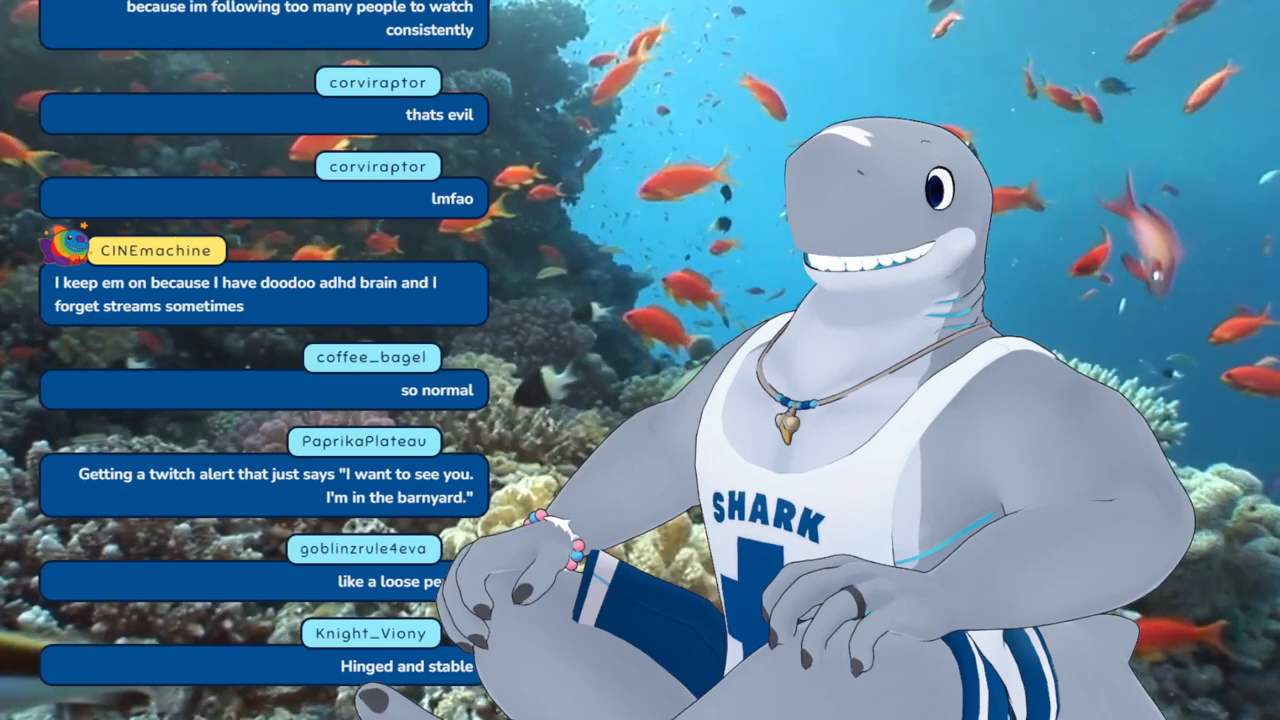 because im following too many people to watch
consistently
corviraptor
thats evil
corviraptor
lmfao
CINEmachine
I keep em on because I have doodoo adhd brain and I
forget streams sometimes
coffee_bagel
so normal
PaprikaPlateau
Getting a twitch alert that just says "I want to see you.
I'm in the barnyard."
goblinzrule4eva
like a loose
Knight_Viony
Hinged and stable
SHARK